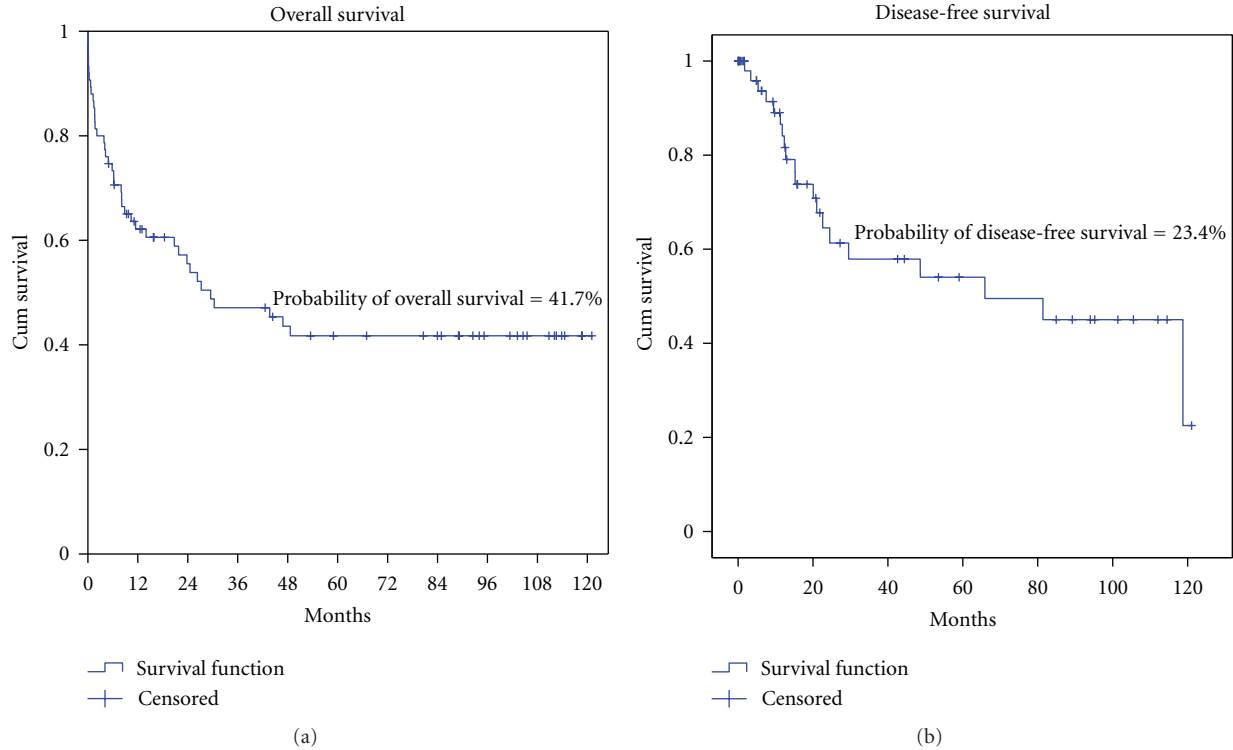 Overall survival
1
0.8
0.6
0.4
0.2
0
Cum survival
Probability of overall survival = 41.7%
0 12 24 36 48 60 72 84 96 108 120
Months
Survival function
Censored
(a)
Disease-free survival
1
0.8
0.6
0.4
0.2
0
Cum survival
Probability of disease-free survival = 23.4%
0 20 40 60 80 100 120
Months
Survival function
Censored
(b)